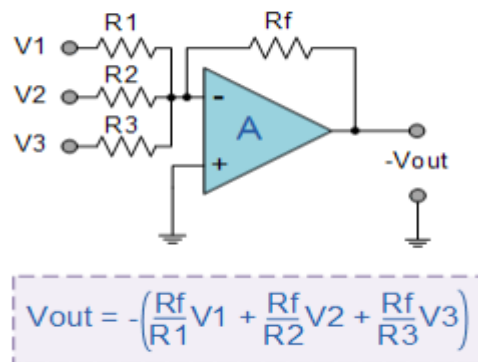 R1
Rf
V1
R2
V2
-
A
R3
V3
+
-Vout
Vout = -(Rf/R1 V1 + Rf/R2 V2 + Rf/R3 V3)